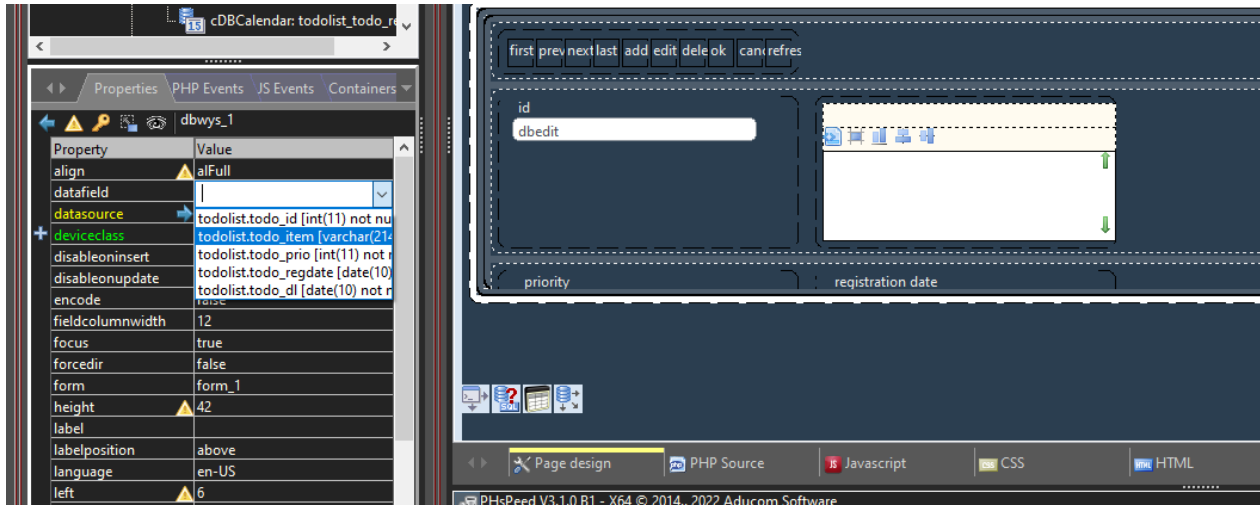 cDBCalendar: todolist_todo_re
Properties PHP Events JS Events Containers
dbwys_1
Property Value
align alFull
datafield
datasource
deviceclass
todolist.todo_id [int(11) not nu
todolist.todo_item [varchar(214
todolist.todo_prio [int(11) not r
todolist.todo_regdate [date(10)
todolist.todo_dl [date(10) not n
disableoninsert
disableonupdate
encode false
fieldcolumnwidth 12
focus true
forcedir false
form form_1
height 42
label
labelposition above
language en-US
left 6
first prev next last add edit dele ok canc refres
id
dbedit
priority registration date
Page design PHP Source Javascript CSS HTML
PHsPeed V3.1.0 B1 - X64 © 2014.. 2022 Aducom Software